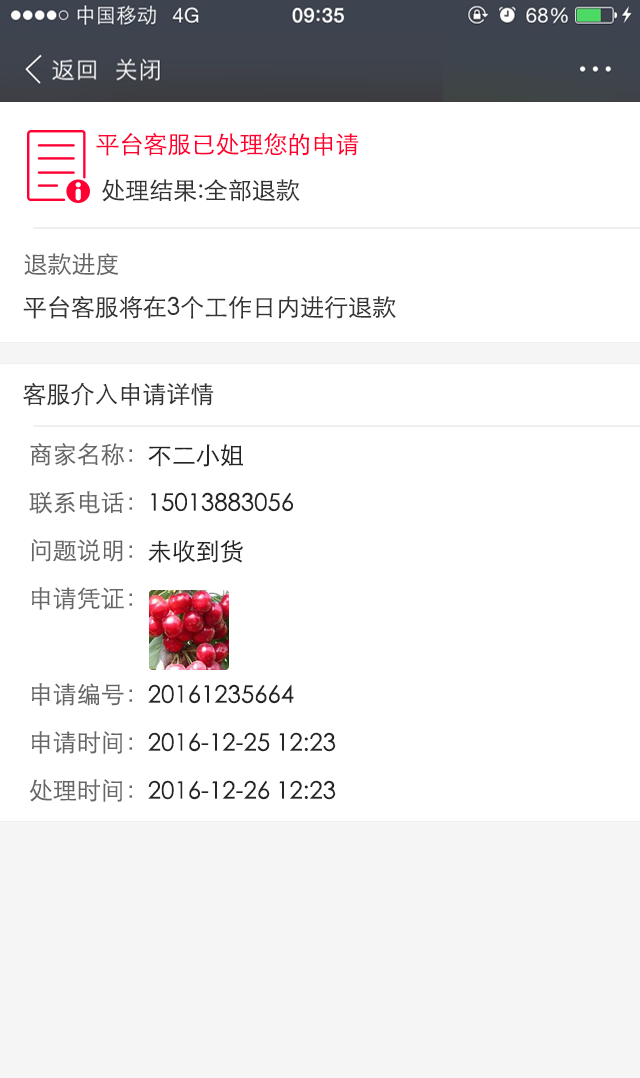 中国移动 4G 09:35 68%
返回 关闭
平台客服已处理您的申请
处理结果:全部退款
退款进度
平台客服将在3个工作日内进行退款
客服介入申请详情
商家名称：不二小姐
联系电话：15013883056
问题说明：未收到货
申请凭证：
申请编号：20161235664
申请时间：2016-12-25 12:23
处理时间：2016-12-26 12:23